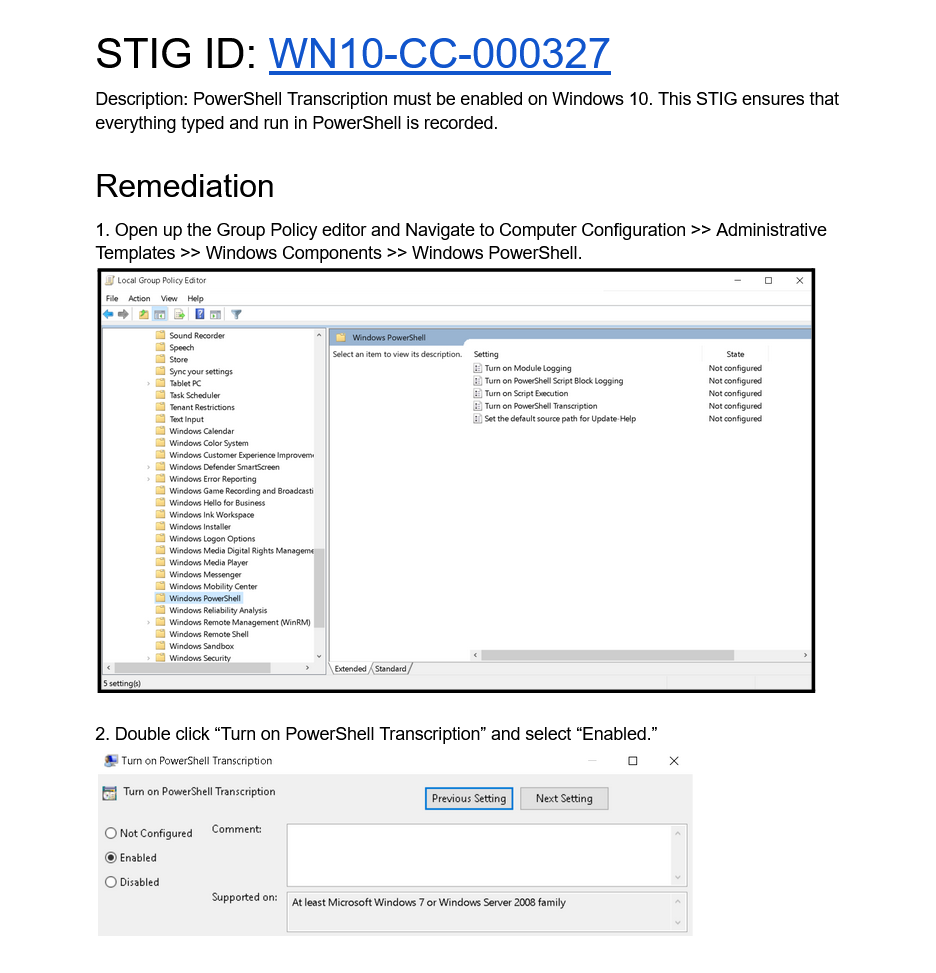 STIG ID: WN10-CC-000327
Description: PowerShell Transcription must be enabled on Windows 10. This STIG ensures that
everything typed and run in PowerShell is recorded.
Remediation
1. Open up the Group Policy editor and Navigate to Computer Configuration >> Administrative
Templates >> Windows Components >> Windows PowerShell.
Local Group Policy Editor
File Action View Help
Sound Recorder
Speech
Store
Sync your settings
Tablet PC
Task Scheduler
Tenant Restrictions
Text Input
Windows Calendar
Windows Color System
Windows Customer Experience Improveme
Windows Defender SmartScreen
Windows Error Reporting
Windows Game Recording and Broadcasti
Windows Hello for Business
Windows Ink Workspace
Windows Installer
Windows Logon Options
Windows Media Digital Rights Manageme
Windows Media Player
Windows Messenger
Windows Mobility Center
Windows PowerShell
Windows Reliability Analysis
Windows Remote Management (WinRM)
Windows Remote Shell
Windows Sandbox
Windows Security
Windows PowerShell
Select an item to view its description.
Setting State
Turn on Module Logging Not configured
Turn on PowerShell Script Block Logging Not configured
Turn on Script Execution Not configured
Turn on PowerShell Transcription Not configured
Set the default source path for Update-Help Not configured
Extended Standard
5 setting(s)
2. Double click “Turn on PowerShell Transcription” and select “Enabled.”
Turn on PowerShell Transcription
Turn on PowerShell Transcription
Previous Setting Next Setting
Not Configured
Enabled
Disabled
Comment:
Supported on:
At least Microsoft Windows 7 or Windows Server 2008 family